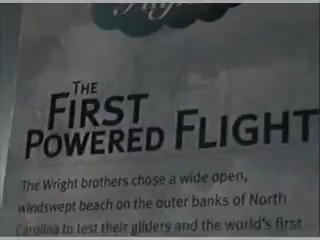 Flight
THE
FIRST
POWERED FLIGHT
The Wright brothers chose a wide open,
windswept beach on the outer banks of North
Carolina to test their gliders and the world's first